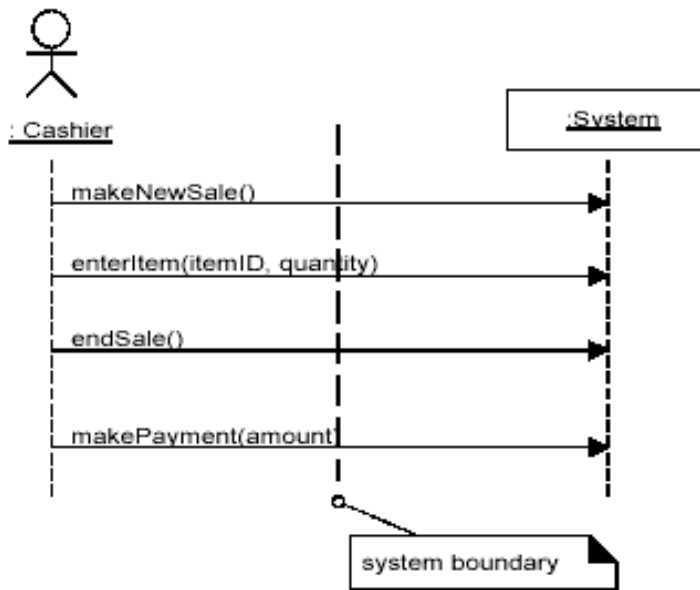 : Cashier
:System
makeNewSale()
enterItem(itemID, quantity)
endSale()
makePayment(amount)
system boundary